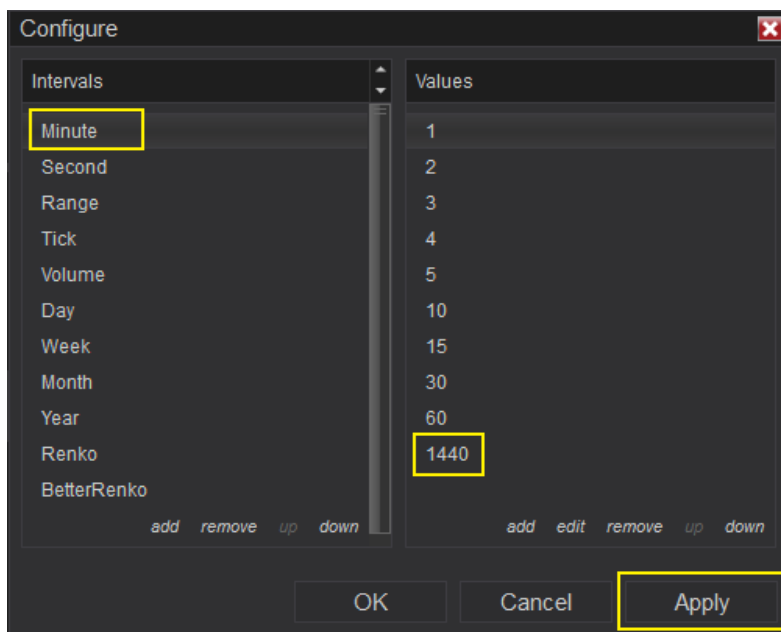 Configure
Intervals
Minute
Second
Range
Tick
Volume
Day
Week
Month
Year
Renko
BetterRenko
add remove up down
Values
1
2
3
4
5
10
15
30
60
1440
add edit remove up down
OK Cancel Apply